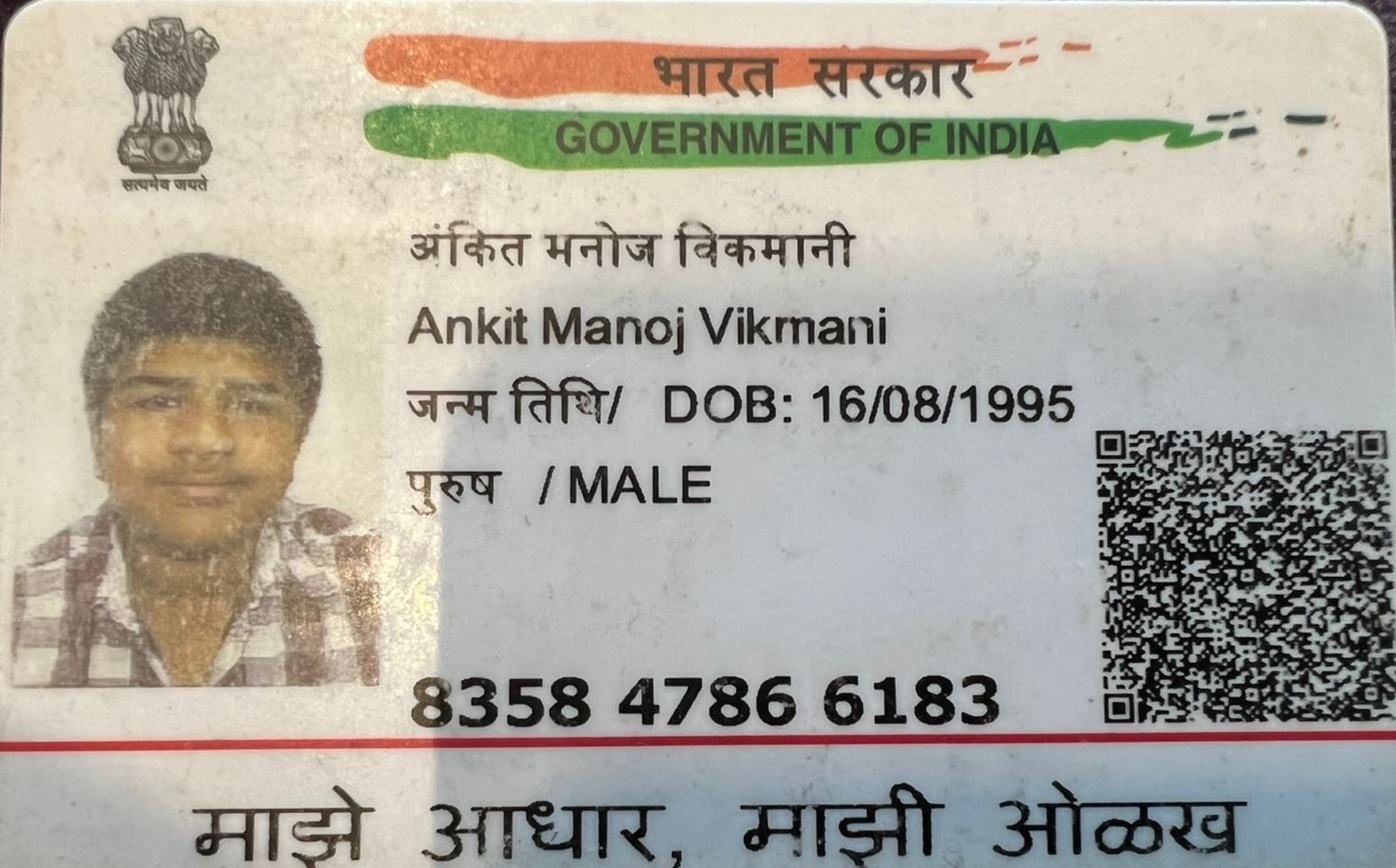 भारत सरकार
GOVERNMENT OF INDIA
सत्यमेव जयते
अंकित मनोज विकमानी
Ankit Manoj Vikmani
जन्म तिथि/ DOB: 16/08/1995
पुरुष / MALE
8358 4786 6183
माझे आधार, माझी ओळख